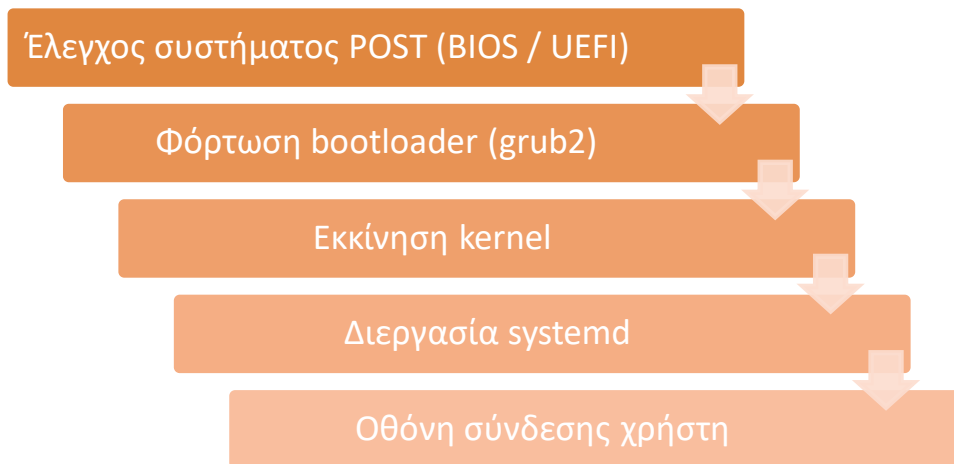 Έλεγχος συστήματος POST (BIOS / UEFI)
Φόρτωση bootloader (grub2)
Εκκίνηση kernel
Διεργασία systemd
Οθόνη σύνδεσης χρήστη